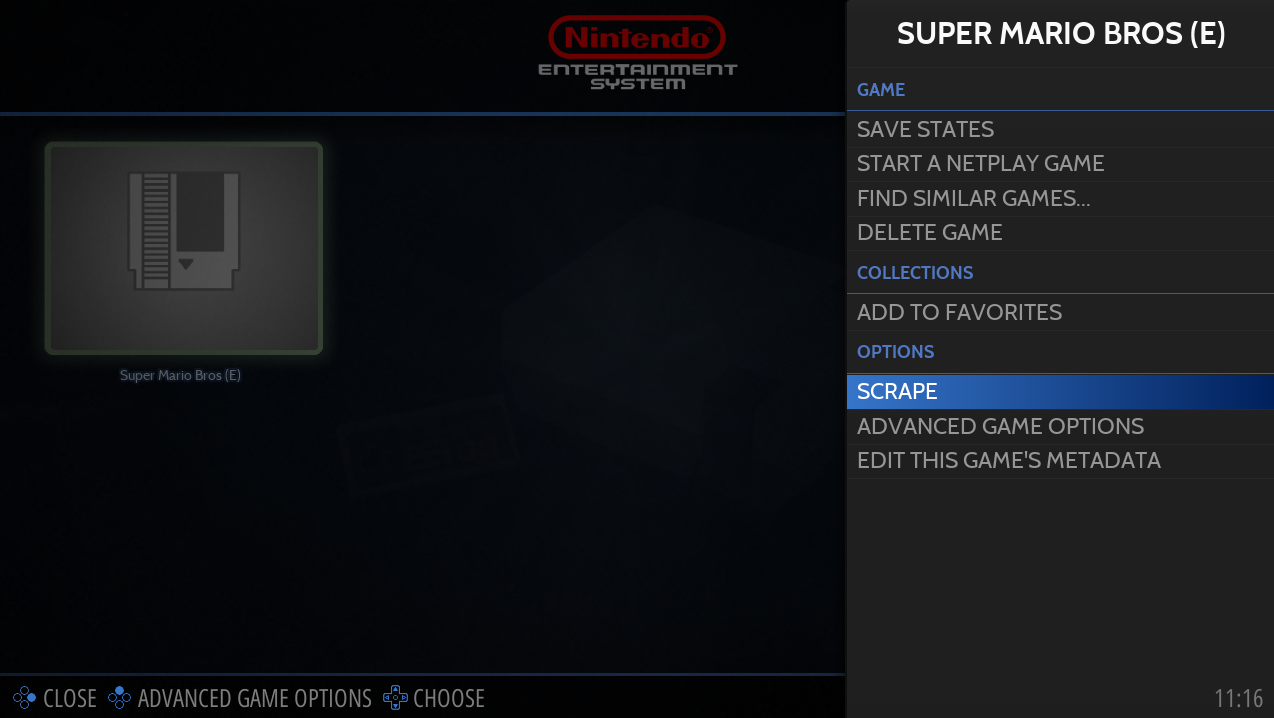 Nintendo®
ENTERTAINMENT
SYSTEM
Super Mario Bros (E)
SUPER MARIO BROS (E)
GAME
SAVE STATES
START A NETPLAY GAME
FIND SIMILAR GAMES...
DELETE GAME
COLLECTIONS
ADD TO FAVORITES
OPTIONS
SCRAPE
ADVANCED GAME OPTIONS
EDIT THIS GAME'S METADATA
CLOSE ADVANCED GAME OPTIONS CHOOSE
11:16